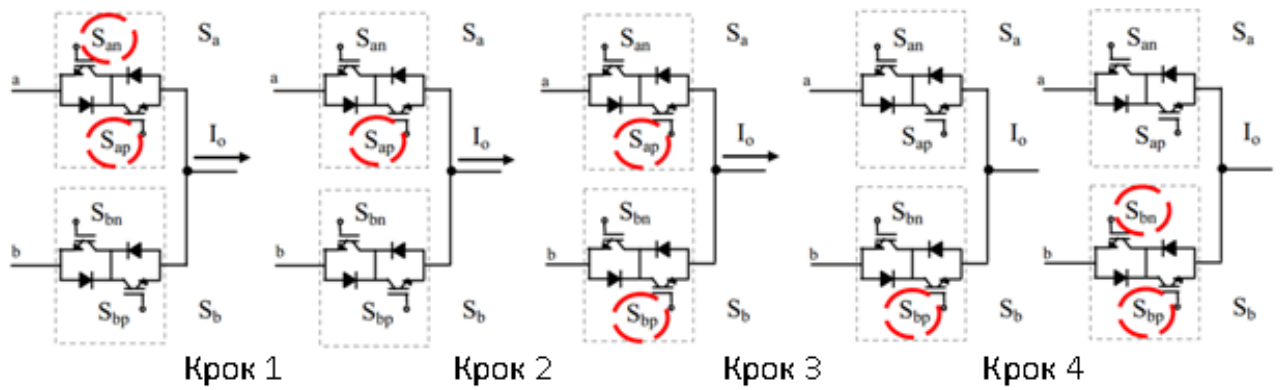 San Sa San Sa San Sa San Sa San Sa
a a a a a
Sap Io Sap Io Sap Io Sap Io Sap Io
Sbn Sbn Sbn Sbn Sbn
b b b b b
Sbp Sb Sbp Sb Sbp Sb Sbp Sb Sbp Sb
Крок 1 Крок 2 Крок 3 Крок 4